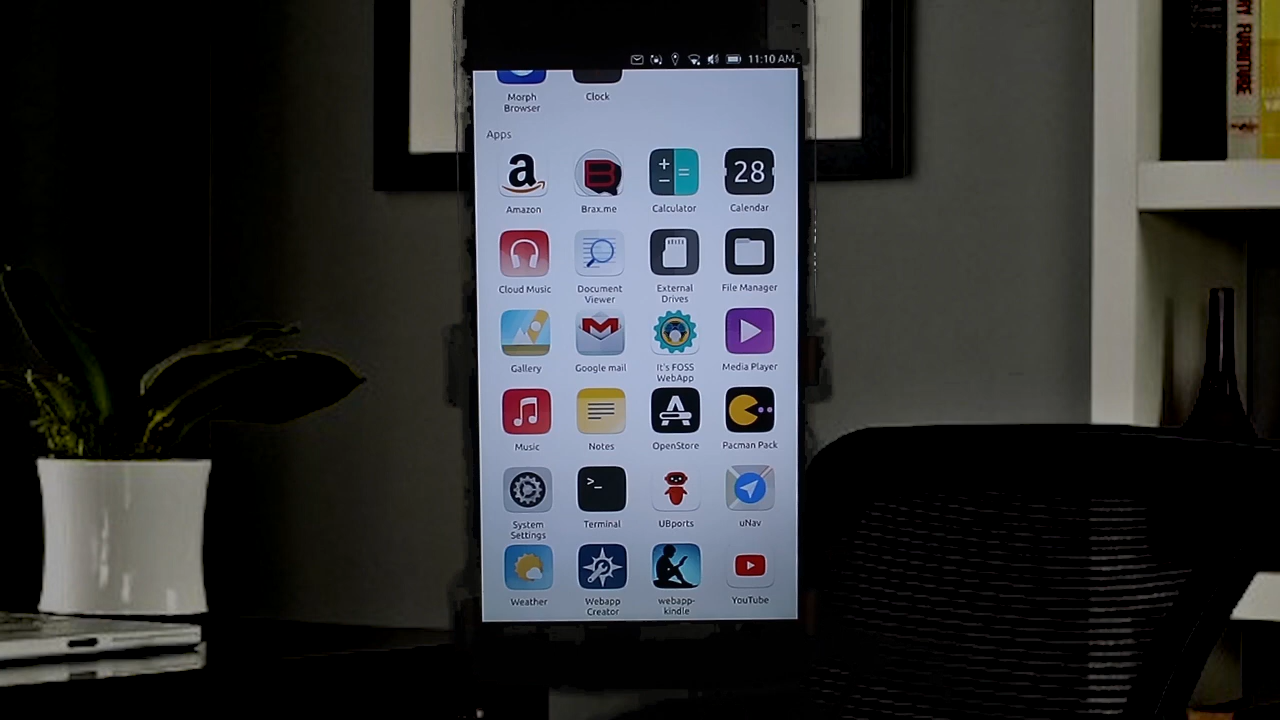 11:10 AM
Morph Browser
Clock
Apps
Amazon
Brax.me
Calculator
28
Calendar
Cloud Music
Document Viewer
External Drives
File Manager
Gallery
Google mail
It's FOSS WebApp
Media Player
Music
Notes
OpenStore
Pacman Pack
System Settings
>_
Terminal
UBports
uNav
Weather
Webapp Creator
webapp-kindle
YouTube
FURNITURE